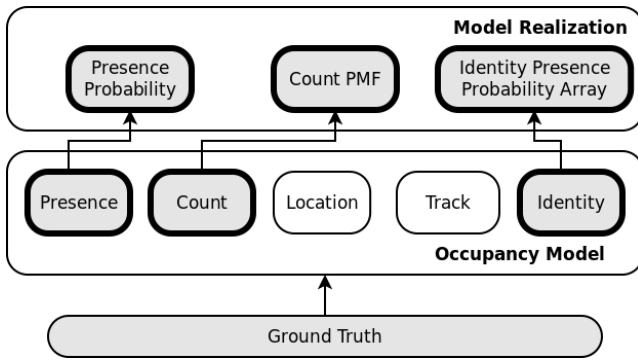 Model Realization
Presence
Probability
Count PMF
Identity Presence
Probability Array
Presence
Count
Location
Track
Identity
Occupancy Model
Ground Truth